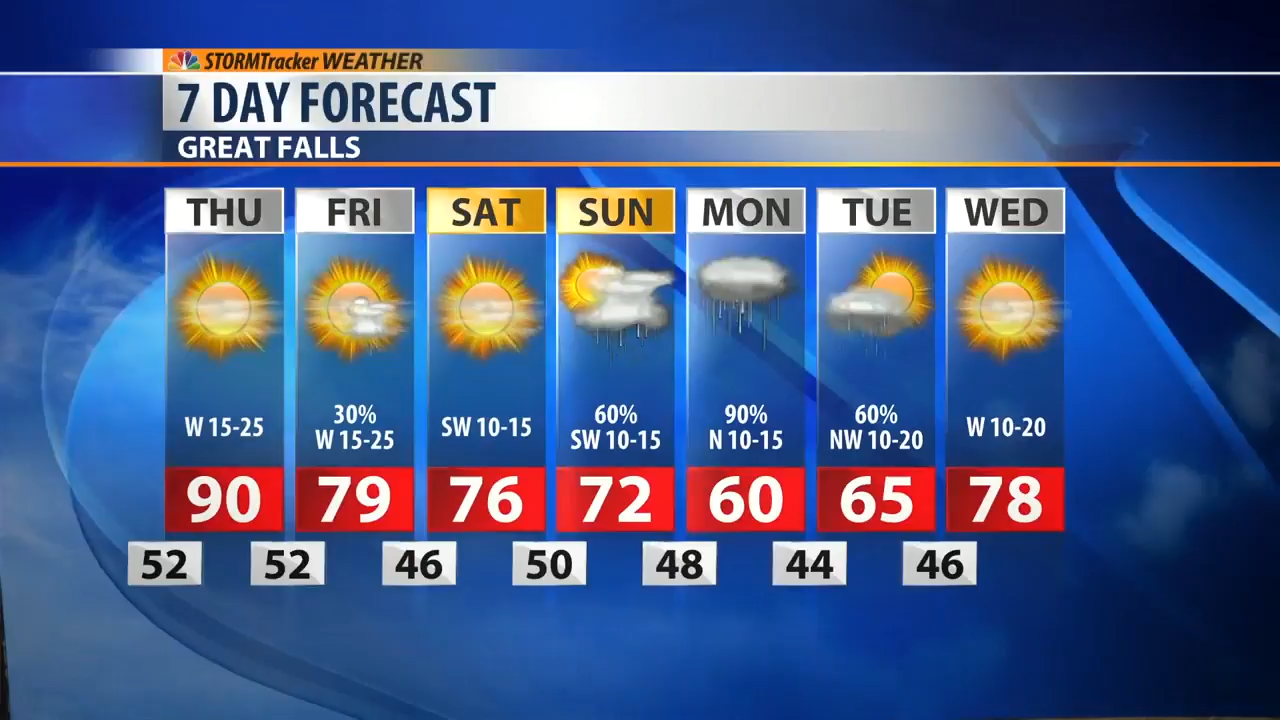 STORMTracker WEATHER
7 DAY FORECAST
GREAT FALLS
THU FRI SAT SUN MON TUE WED
30% 60% 90% 60%
W 15-25 W 15-25 SW 10-15 SW 10-15 N 10-15 NW 10-20 W 10-20
90 79 76 72 60 65 78
52 52 46 50 48 44 46